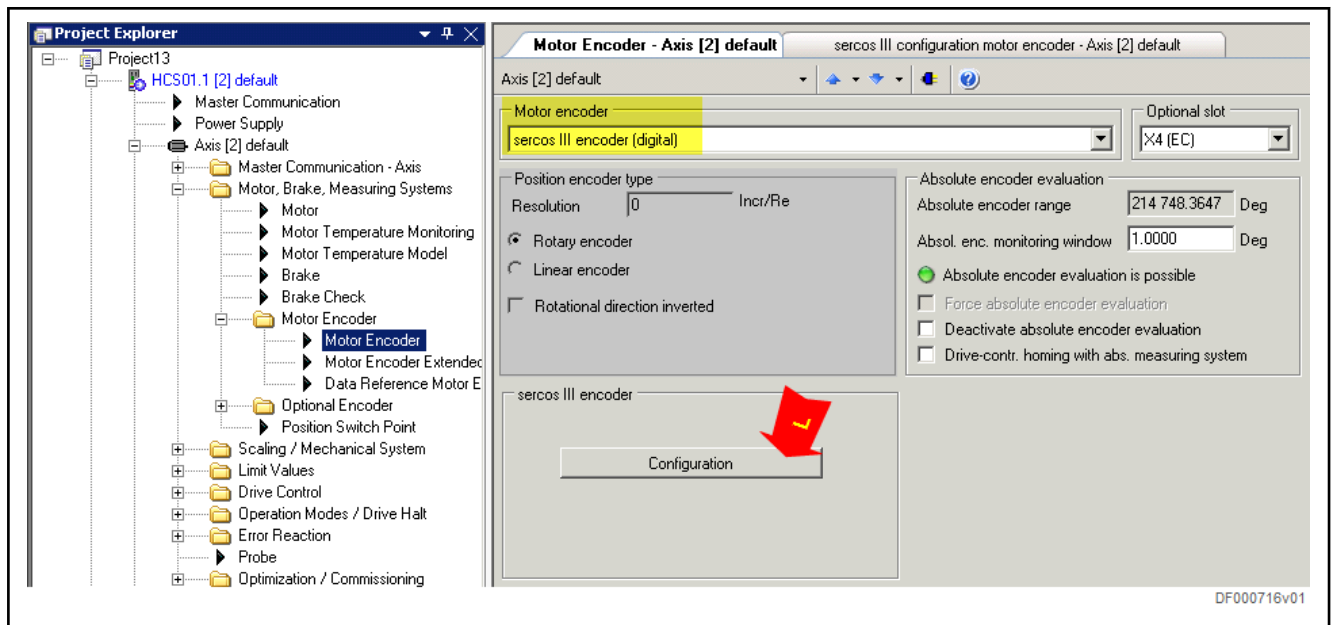 Project Explorer
Project13
HCS01.1 [2] default
Master Communication
Power Supply
Axis [2] default
Master Communication - Axis
Motor, Brake, Measuring Systems
Motor
Motor Temperature Monitoring
Motor Temperature Model
Brake
Brake Check
Motor Encoder
Motor Encoder
Motor Encoder Extended
Data Reference Motor E
Optional Encoder
Position Switch Point
Scaling / Mechanical System
Limit Values
Drive Control
Operation Modes / Drive Halt
Error Reaction
Probe
Optimization / Commissioning
Motor Encoder - Axis [2] default
sercos III configuration motor encoder - Axis [2] default
Axis [2] default
Motor encoder
sercos III encoder (digital)
Optional slot
X4 (EC)
Position encoder type
Resolution 0 Incr/Re
Rotary encoder
Linear encoder
Rotational direction inverted
Absolute encoder evaluation
Absolute encoder range 214 748.3647 Deg
Absol. enc. monitoring window 1.0000 Deg
Absolute encoder evaluation is possible
Force absolute encoder evaluation
Deactivate absolute encoder evaluation
Drive-contr. homing with abs. measuring system
sercos III encoder
Configuration
DF000716v01